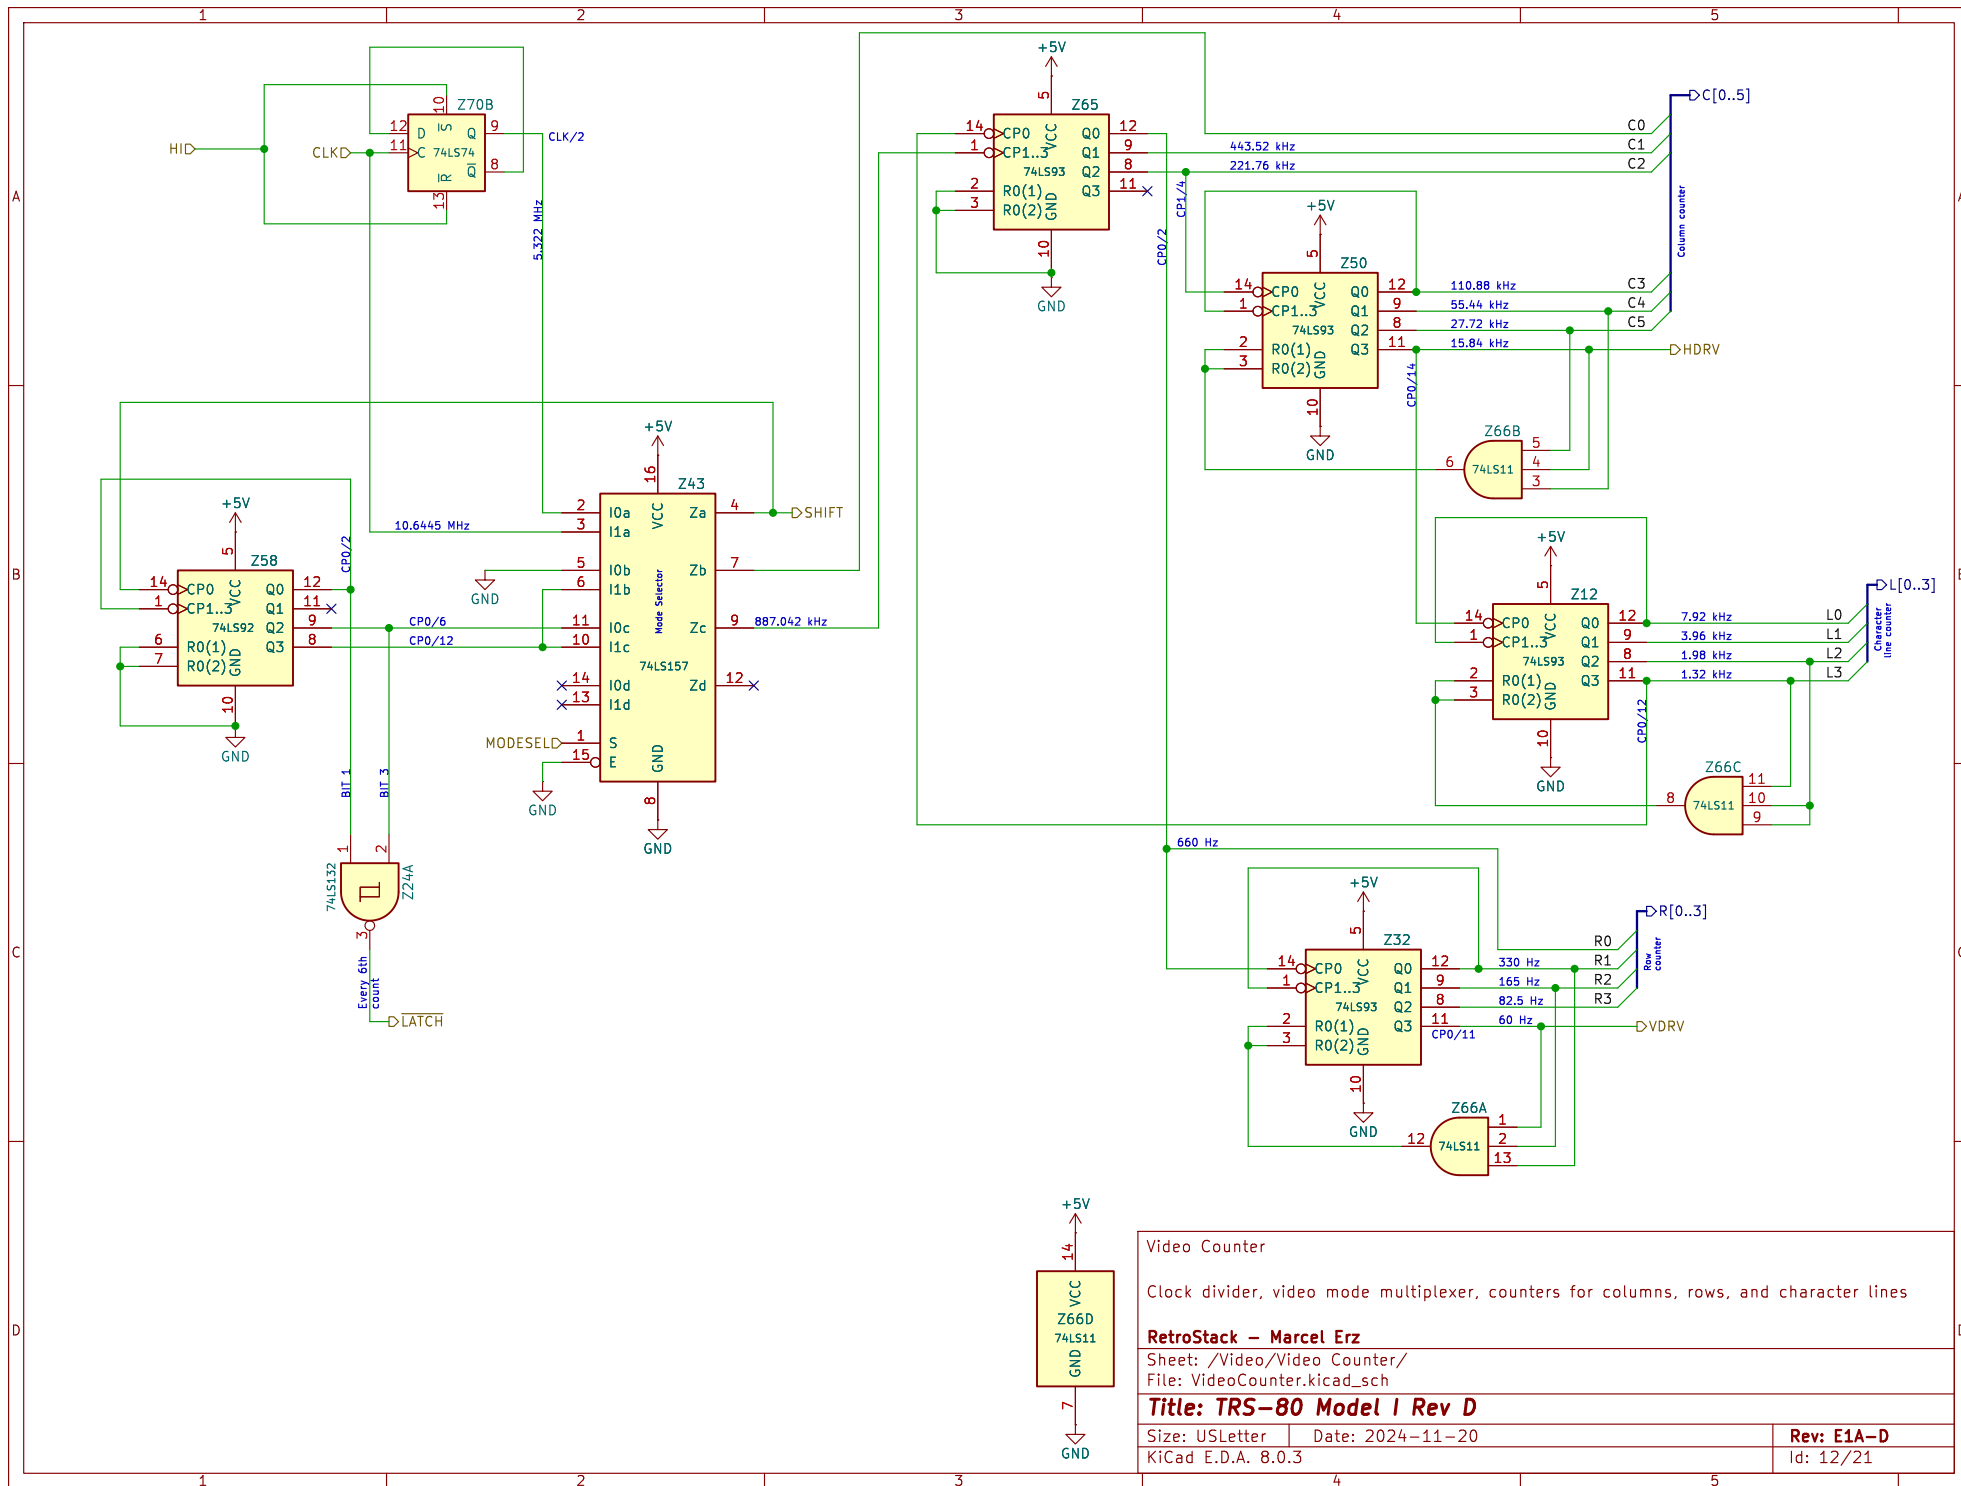 1 2 3 4 5
A
B
C
D
HI
CLK
Z70B
74LS74
10
12 D S Q 9
11 C
R Q 8
13
CLK/2
5.322 MHz
10.6445 MHz
+5V
5
Z65
14 CP0 VCC Q0 12
1 CP1..3 Q1 9
74LS93 Q2 8
2 R0(1) Q3 11
3 R0(2) GND
10
GND
C[0..5]
C0
443.52 kHz C1
221.76 kHz C2
CP1/4
CP0/2
Column counter
+5V
5
Z50
14 CP0 VCC Q0 12
1 CP1..3 Q1 9
74LS93 Q2 8
2 R0(1) Q3 11
3 R0(2) GND
10
GND
110.88 kHz C3
55.44 kHz C4
27.72 kHz C5
15.84 kHz HDRV
CP0/14
Z66B
74LS11
6 5
4
3
+5V
16
Z43
2 I0a VCC Za 4 SHIFT
3 I1a
5 I0b Zb 7
6 I1b
11 I0c Zc 9 887.042 kHz
10 I1c
74LS157
14 I0d Zd 12
13 I1d
MODESEL 1 S
15 E GND
8
GND
Mode Selector
GND
GND
+5V
5
Z58
14 CP0 VCC Q0 12
1 CP1..3 Q1 11
74LS92 Q2 9
6 R0(1) Q3 8
7 R0(2) GND
10
GND
CP0/2
CP0/6
CP0/12
BIT 1
BIT 3
1 2
74LS132
Z24A
3
Every 6th
count
LATCH
+5V
5
Z12
14 CP0 VCC Q0 12
1 CP1..3 Q1 9
74LS93 Q2 8
2 R0(1) Q3 11
3 R0(2) GND
10
GND
L[0..3]
7.92 kHz L0
3.96 kHz L1
1.98 kHz L2
1.32 kHz L3
Character
line counter
CP0/12
Z66C
74LS11
8 11
10
9
660 Hz
+5V
5
Z32
14 CP0 VCC Q0 12
1 CP1..3 Q1 9
74LS93 Q2 8
2 R0(1) Q3 11
3 R0(2) GND
10
GND
R[0..3]
R0
330 Hz R1
165 Hz R2
82.5 Hz R3
60 Hz VDRV
CP0/11
Row
counter
Z66A
74LS11
12 1
2
13
+5V
14
VCC
Z66D
74LS11
GND
7
GND
Video Counter
Clock divider, video mode multiplexer, counters for columns, rows, and character lines
RetroStack – Marcel Erz
Sheet: /Video/Video Counter/
File: VideoCounter.kicad_sch
Title: TRS–80 Model I Rev D
Size: USLetter Date: 2024–11–20 Rev: E1A–D
KiCad E.D.A. 8.0.3 Id: 12/21
1 2 3 4 5